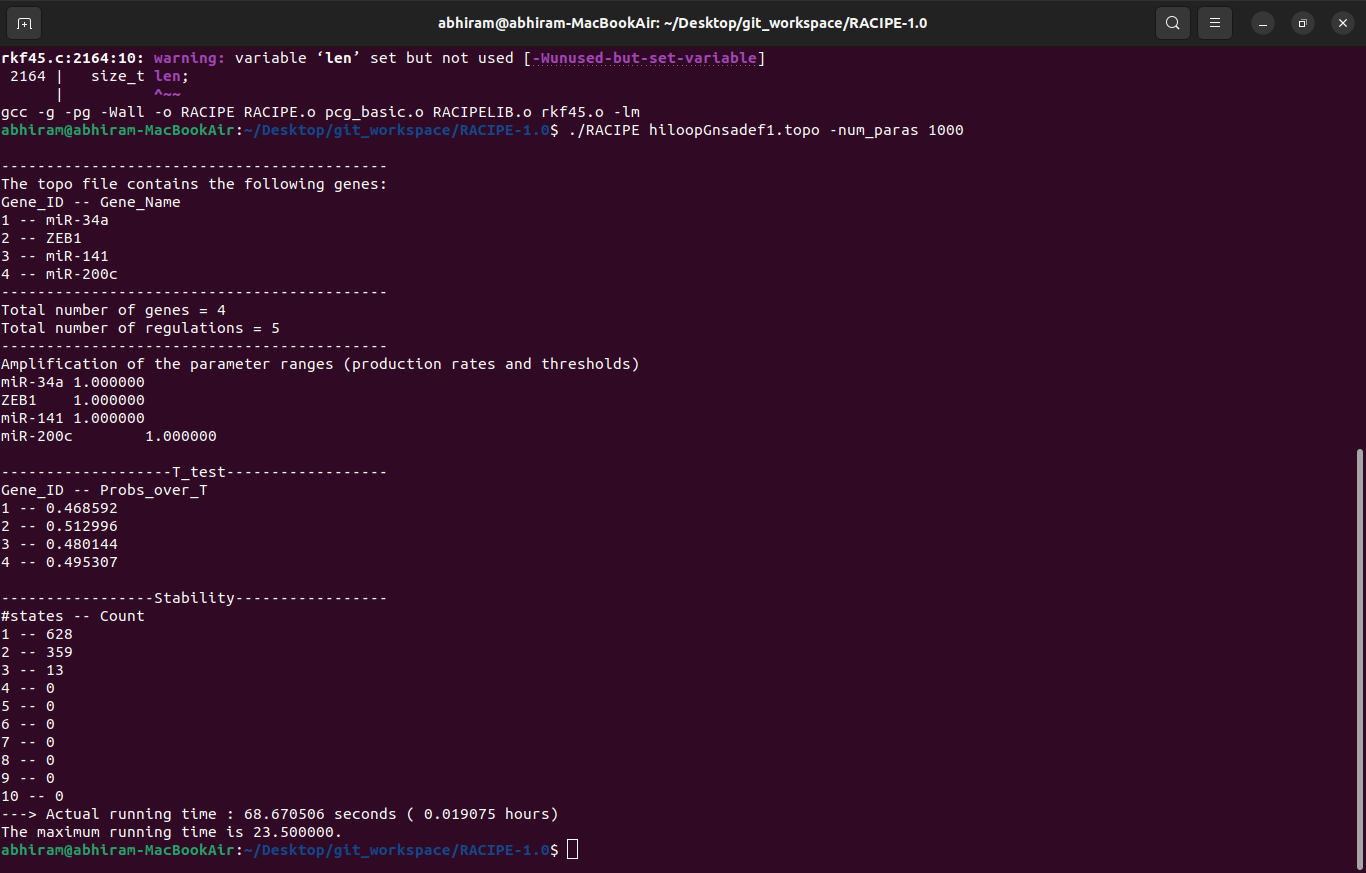 abhiram@abhiram-MacBookAir: ~/Desktop/git_workspace/RACIPE-1.0
rkf45.c:2164:10: warning: variable ‘len’ set but not used [-Wunused-but-set-variable]
 2164 |   size_t len;
      |          ^~~
gcc -g -pg -Wall -o RACIPE RACIPE.o pcg_basic.o RACIPELIB.o rkf45.o -lm
abhiram@abhiram-MacBookAir:~/Desktop/git_workspace/RACIPE-1.0$ ./RACIPE hiloopGnsadef1.topo -num_paras 1000
-------------------------------------------
The topo file contains the following genes:
Gene_ID -- Gene_Name
1 -- miR-34a
2 -- ZEB1
3 -- miR-141
4 -- miR-200c
-------------------------------------------
Total number of genes = 4
Total number of regulations = 5
-------------------------------------------
Amplification of the parameter ranges (production rates and thresholds)
miR-34a 1.000000
ZEB1    1.000000
miR-141 1.000000
miR-200c        1.000000
-------------------T_test------------------
Gene_ID -- Probs_over_T
1 -- 0.468592
2 -- 0.512996
3 -- 0.480144
4 -- 0.495307
-----------------Stability-----------------
#states -- Count
1 -- 628
2 -- 359
3 -- 13
4 -- 0
5 -- 0
6 -- 0
7 -- 0
8 -- 0
9 -- 0
10 -- 0
---> Actual running time : 68.670506 seconds ( 0.019075 hours)
The maximum running time is 23.500000.
abhiram@abhiram-MacBookAir:~/Desktop/git_workspace/RACIPE-1.0$